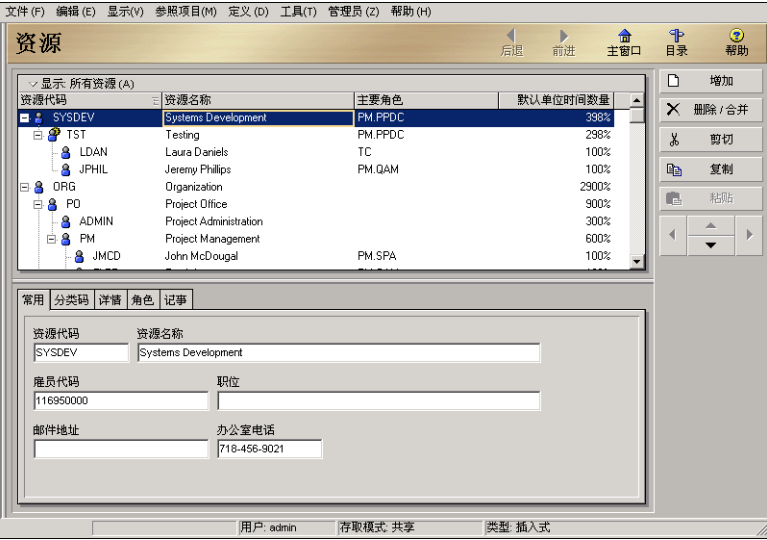 文件(F) 编辑(E) 显示(V) 参照项目(M) 定义(D) 工具(T) 管理员(Z) 帮助(H)
资源
后退 前进 主窗口 目录 帮助
显示: 所有资源(A)
资源代码 资源名称 主要角色 默认单位时间数量
SYSDEV Systems Development PM.PPDC 398%
TST Testing PM.PPDC 298%
LDAN Laura Daniels TC 100%
JPHIL Jeremy Phillips PM.QAM 100%
ORG Organization 2900%
PO Project Office 900%
ADMIN Project Administration 300%
PM Project Management 600%
JMCD John McDougal PM.SPA 100%
增加
删除/合并
剪切
复制
粘贴
常用 分类码 详情 角色 记事
资源代码 资源名称
SYSDEV Systems Development
雇员代码 职位
116950000
邮件地址 办公室电话
718-456-9021
用户: admin 存取模式: 共享 类型: 插入式